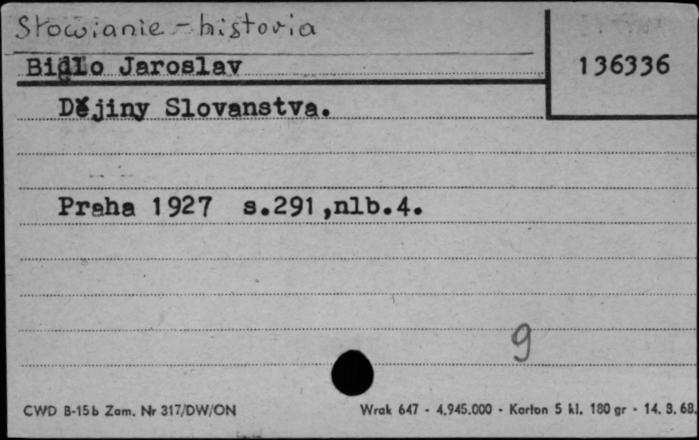 Słowianie - historia
Bidlo Jaroslav
136336
Dějiny Slovanstva.
Praha 1927 s.291,nlb.4.
9
CWD B-15b Zam. Nr 317/DW/ON
Wrak 647 - 4.945.000 - Karton 5 kl. 180 gr - 14. 8. 68.